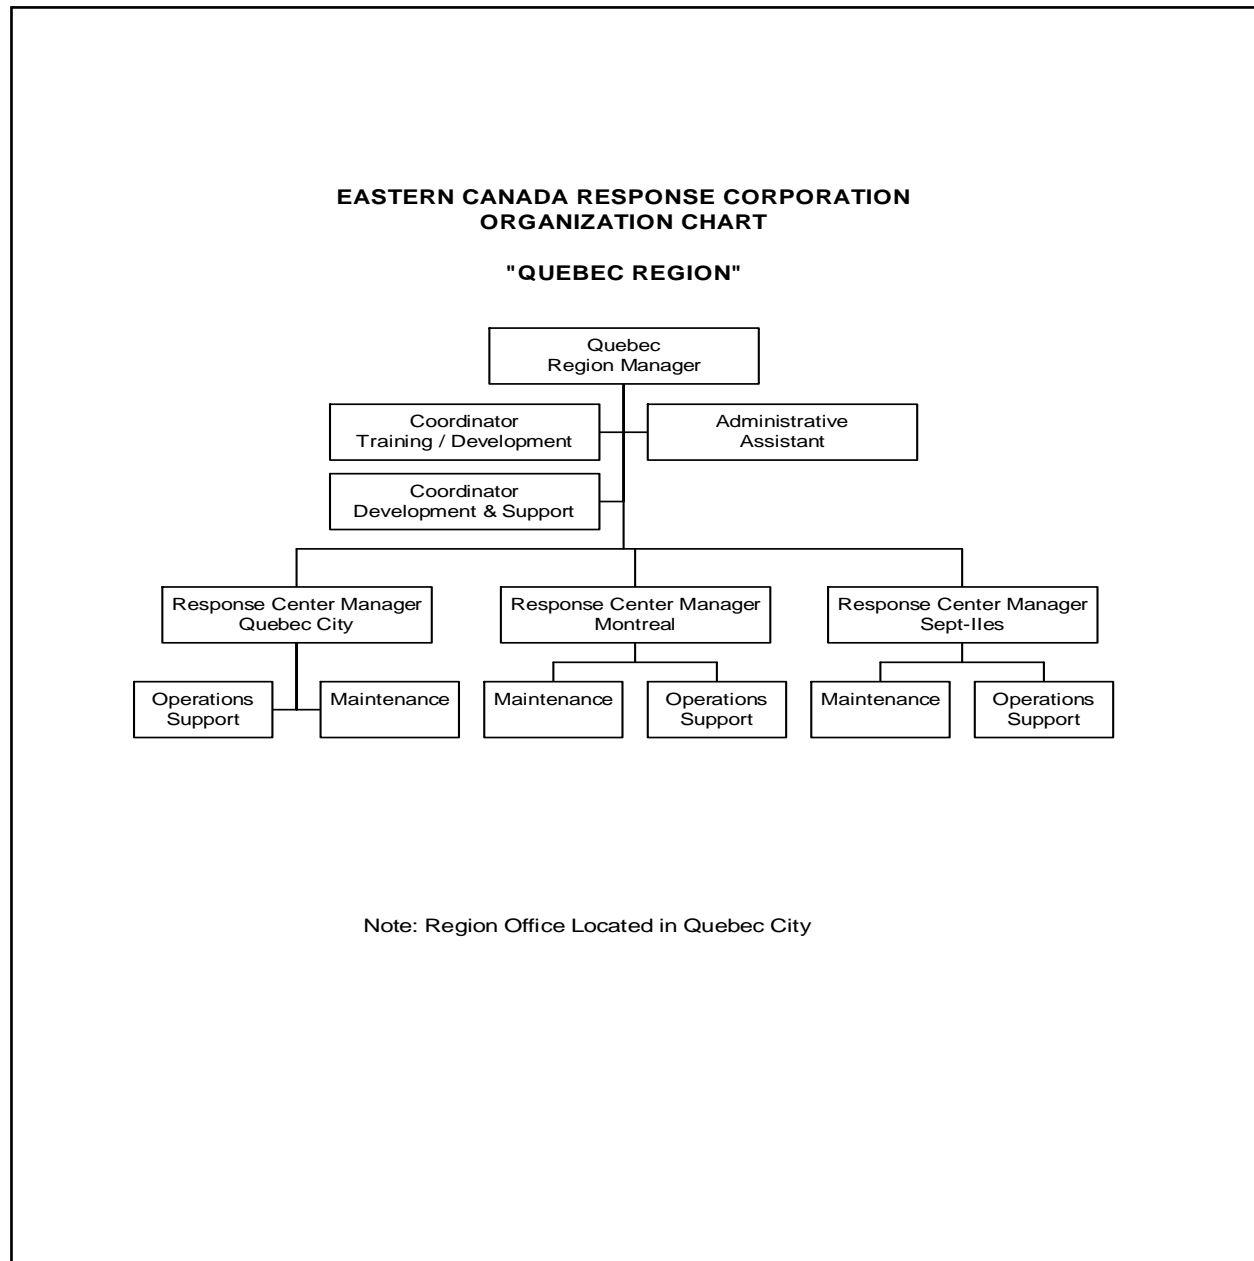 EASTERN CANADA RESPONSE CORPORATION
ORGANIZATION CHART
"QUEBEC REGION"
Quebec
Region Manager
Coordinator
Training / Development
Administrative
Assistant
Coordinator
Development & Support
Response Center Manager
Quebec City
Response Center Manager
Montreal
Response Center Manager
Sept-Iles
Operations
Support
Maintenance
Maintenance
Operations
Support
Maintenance
Operations
Support
Note: Region Office Located in Quebec City